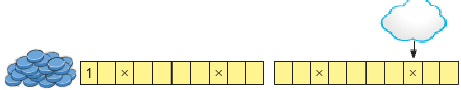 1 × × × ×